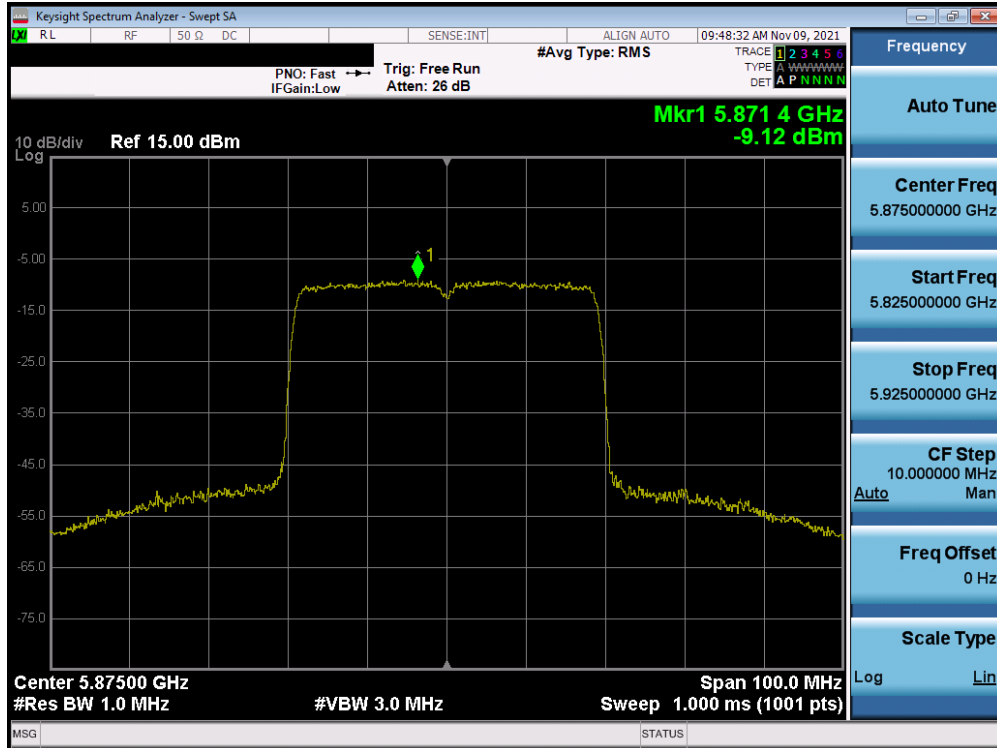 Keysight Spectrum Analyzer - Swept SA
LXI RL RF 50 Ω DC SENSE:INT ALIGN AUTO 09:48:32 AM Nov 09, 2021
PNO: Fast
IFGain:Low
Trig: Free Run
Atten: 26 dB
#Avg Type: RMS
TRACE 1 2 3 4 5 6
TYPE A WWWWW
DET A P N N N N
Mkr1 5.871 4 GHz
-9.12 dBm
10 dB/div
Log
Ref 15.00 dBm
5.00
-5.00
-15.0
-25.0
-35.0
-45.0
-55.0
-65.0
-75.0
1
Center 5.87500 GHz
Span 100.0 MHz
#Res BW 1.0 MHz
#VBW 3.0 MHz
Sweep 1.000 ms (1001 pts)
MSG
STATUS
Frequency
Auto Tune
Center Freq
5.875000000 GHz
Start Freq
5.825000000 GHz
Stop Freq
5.925000000 GHz
CF Step
10.000000 MHz
Auto Man
Freq Offset
0 Hz
Scale Type
Log Lin